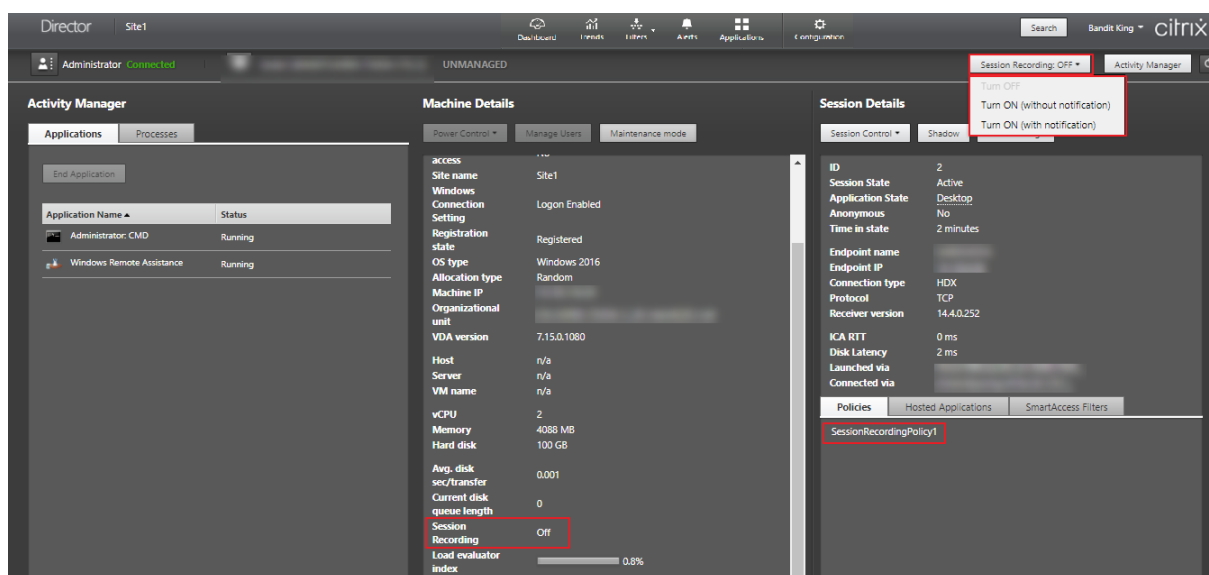 Director Site1
Dashboard Trends Filters Alerts Applications Configuration
Search Bandit King citrix
Administrator Connected UNMANAGED
Session Recording: OFF Activity Manager
Turn OFF
Turn ON (without notification)
Turn ON (with notification)
Activity Manager
Applications Processes
End Application
Application Name Status
Administrator: CMD Running
Windows Remote Assistance Running
Machine Details
Power Control Manage Users Maintenance mode
access No
Site name Site1
Windows
Connection Logon Enabled
Setting
Registration
state Registered
OS type Windows 2016
Allocation type Random
Machine IP
Organizational
unit
VDA version 7.15.0.1080
Host n/a
Server n/a
VM name n/a
vCPU 2
Memory 4088 MB
Hard disk 100 GB
Avg. disk
sec/transfer 0.001
Current disk
queue length 0
Session
Recording Off
Load evaluator
index 0.8%
Session Details
Session Control Shadow
ID 2
Session State Active
Application State Desktop
Anonymous No
Time in state 2 minutes
Endpoint name
Endpoint IP
Connection type HDX
Protocol TCP
Receiver version 14.4.0.252
ICA RTT 0 ms
Disk Latency 2 ms
Launched via
Connected via
Policies Hosted Applications SmartAccess Filters
SessionRecordingPolicy1